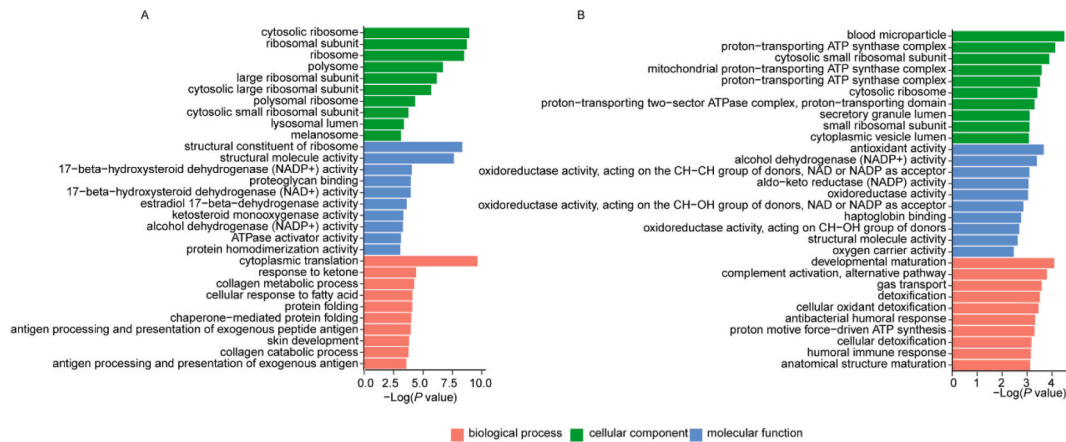 A
cytosolic ribosome
ribosomal subunit
ribosome
polysome
large ribosomal subunit
cytosolic large ribosomal subunit
polysomal ribosome
cytosolic small ribosomal subunit
lysosomal lumen
melanosome
structural constituent of ribosome
structural molecule activity
17−beta−hydroxysteroid dehydrogenase (NADP+) activity
proteoglycan binding
17−beta−hydroxysteroid dehydrogenase (NAD+) activity
estradiol 17−beta−dehydrogenase activity
ketosteroid monooxygenase activity
alcohol dehydrogenase (NADP+) activity
ATPase activator activity
protein homodimerization activity
cytoplasmic translation
response to ketone
collagen metabolic process
cellular response to fatty acid
protein folding
chaperone−mediated protein folding
antigen processing and presentation of exogenous peptide antigen
skin development
collagen catabolic process
antigen processing and presentation of exogenous antigen
0.0 2.5 5.0 7.5 10.0
−Log(P value)
B
blood microparticle
proton−transporting ATP synthase complex
cytosolic small ribosomal subunit
mitochondrial proton−transporting ATP synthase complex
proton−transporting ATP synthase complex
cytosolic ribosome
proton−transporting two−sector ATPase complex, proton−transporting domain
secretory granule lumen
small ribosomal subunit
cytoplasmic vesicle lumen
antioxidant activity
alcohol dehydrogenase (NADP+) activity
oxidoreductase activity, acting on the CH−CH group of donors, NAD or NADP as acceptor
aldo−keto reductase (NADP) activity
oxidoreductase activity
oxidoreductase activity, acting on the CH−OH group of donors, NAD or NADP as acceptor
haptoglobin binding
oxidoreductase activity, acting on CH−OH group of donors
structural molecule activity
oxygen carrier activity
developmental maturation
complement activation, alternative pathway
gas transport
detoxification
cellular oxidant detoxification
antibacterial humoral response
proton motive force−driven ATP synthesis
cellular detoxification
humoral immune response
anatomical structure maturation
0 1 2 3 4
−Log(P value)
biological process cellular component molecular function